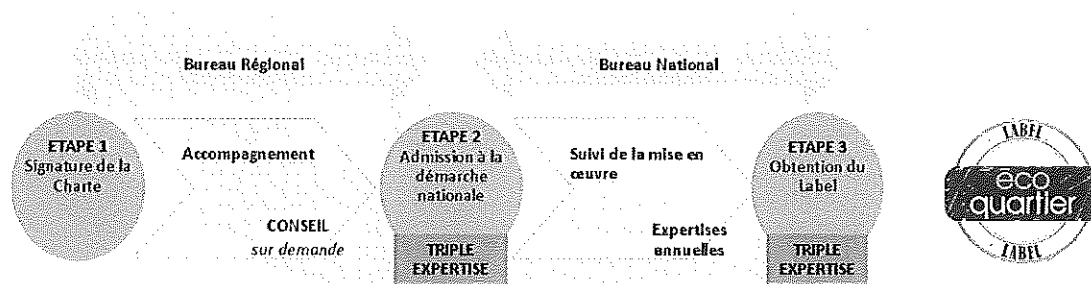 Bureau Régional
Bureau National
ETAPE 1
Signature de la
Charte
Accompagnement
CONSEIL
sur demande
ETAPE 2
Admission à la
démarche
nationale
TRIPLE
EXPERTISE
Suivi de la mise en
œuvre
Expertises
annuelles
ETAPE 3
Obtention du
Label
TRIPLE
EXPERTISE
LABEL
eco
quartier
LABEL